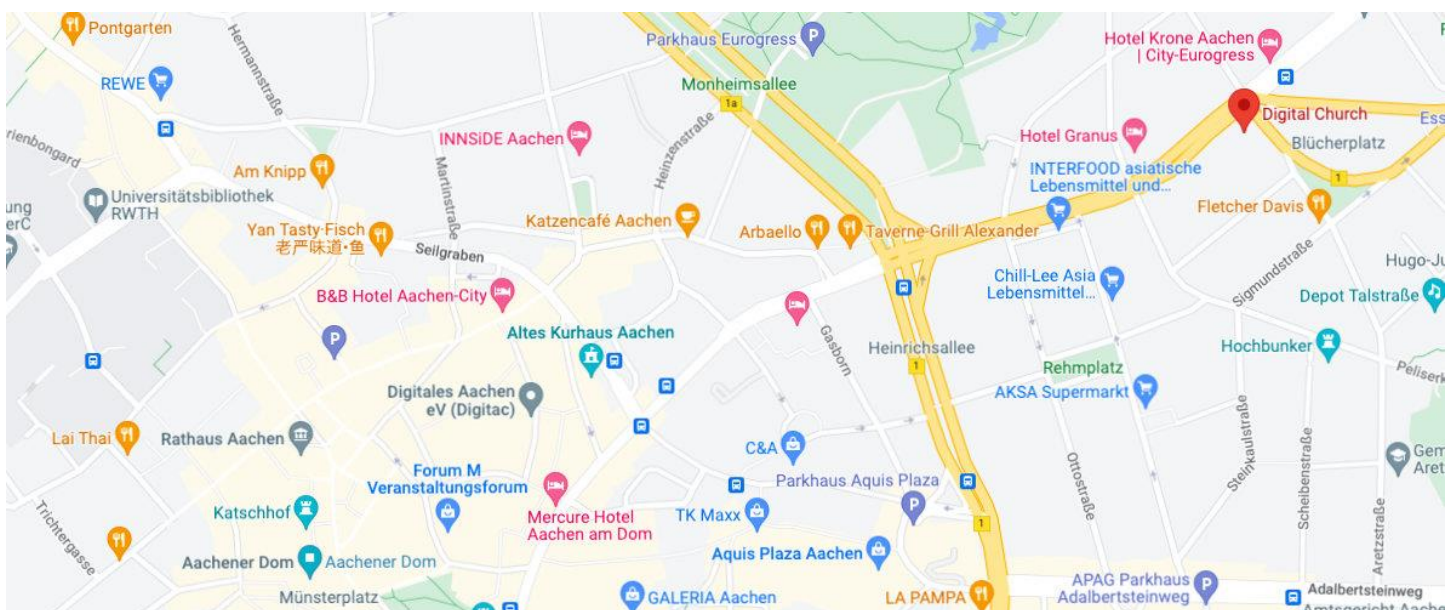 Pontgarten
Hermannstraße
Parkhaus Eurogress
Hotel Krone Aachen
| City-Eurogress
REWE
Monheimsallee
1a
Digital Church
Blücherplatz
INNSiDE Aachen
Heinzenstraße
Hotel Granus
Am Knipp
Martinstraße
INTERFOOD asiatische
Lebensmittel und...
1
Universitätsbibliothek
RWTH
Yan Tasty·Fisch
老严味道·鱼
Katzencafé Aachen
Arbaello
Taverne Grill Alexander
Fletcher Davis
Seilgraben
Sigmundstraße
B&B Hotel Aachen-City
Chill-Lee Asia
Lebensmittel...
Depot Talstraße
Altes Kurhaus Aachen
Gasborn
Heinrichsallee
1
Rehmplatz
Hochbunker
Digitales Aachen
eV (Digitac)
AKSA Supermarkt
Lai Thai
Rathaus Aachen
C&A
Ottostraße
Steinkaulstraße
Scheibenstraße
Aretzstraße
Forum M
Veranstaltungsforum
Parkhaus Aquis Plaza
Trichtergasse
Katschhof
Mercure Hotel
Aachen am Dom
TK Maxx
1
Aachener Dom
Aachener Dom
Aquis Plaza Aachen
Münsterplatz
GALERIA Aachen
LA PAMPA
APAG Parkhaus
Adalbertsteinweg
Adalbertsteinweg